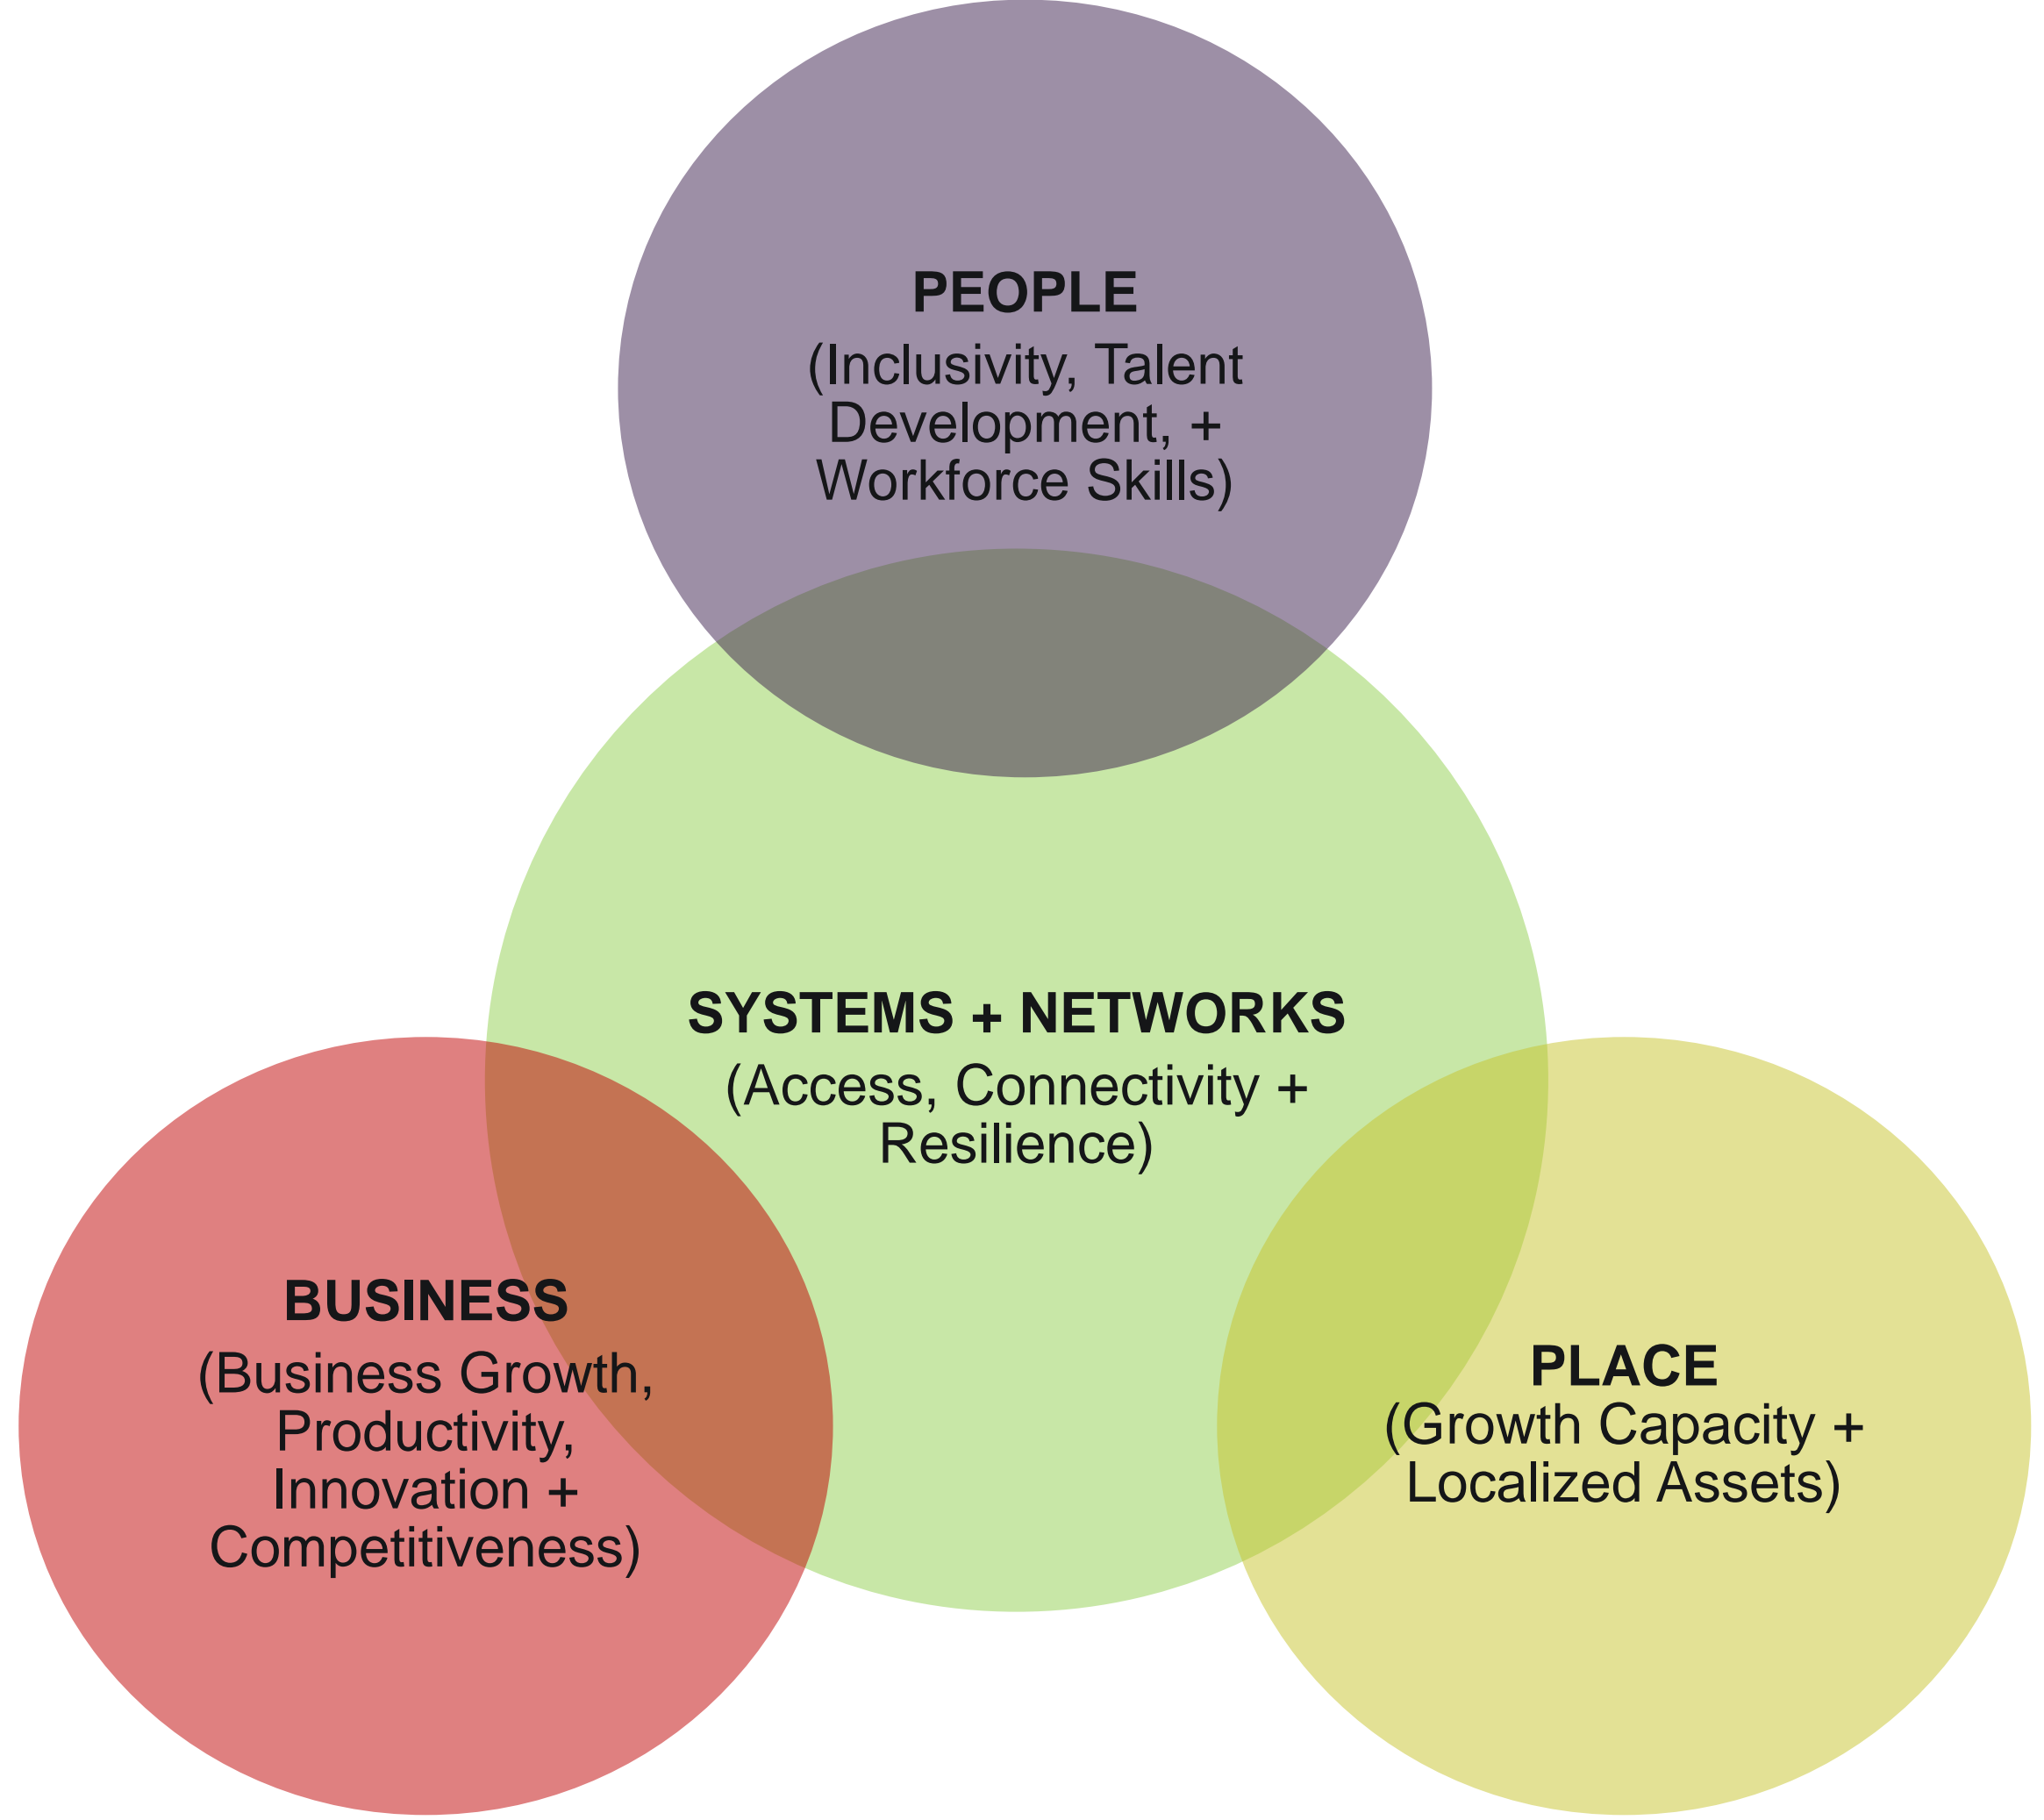 PEOPLE
(Inclusivity, Talent
Development, +
Workforce Skills)
SYSTEMS + NETWORKS
(Access, Connectivity +
Resilience)
BUSINESS
(Business Growth,
Productivity,
Innovation +
Competitiveness)
PLACE
(Growth Capacity +
Localized Assets)